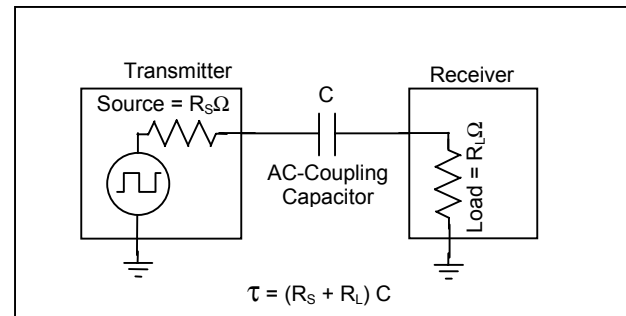 Transmitter
Source = RSΩ
C
AC-Coupling
Capacitor
Receiver
Load = RLΩ
τ = (RS + RL) C